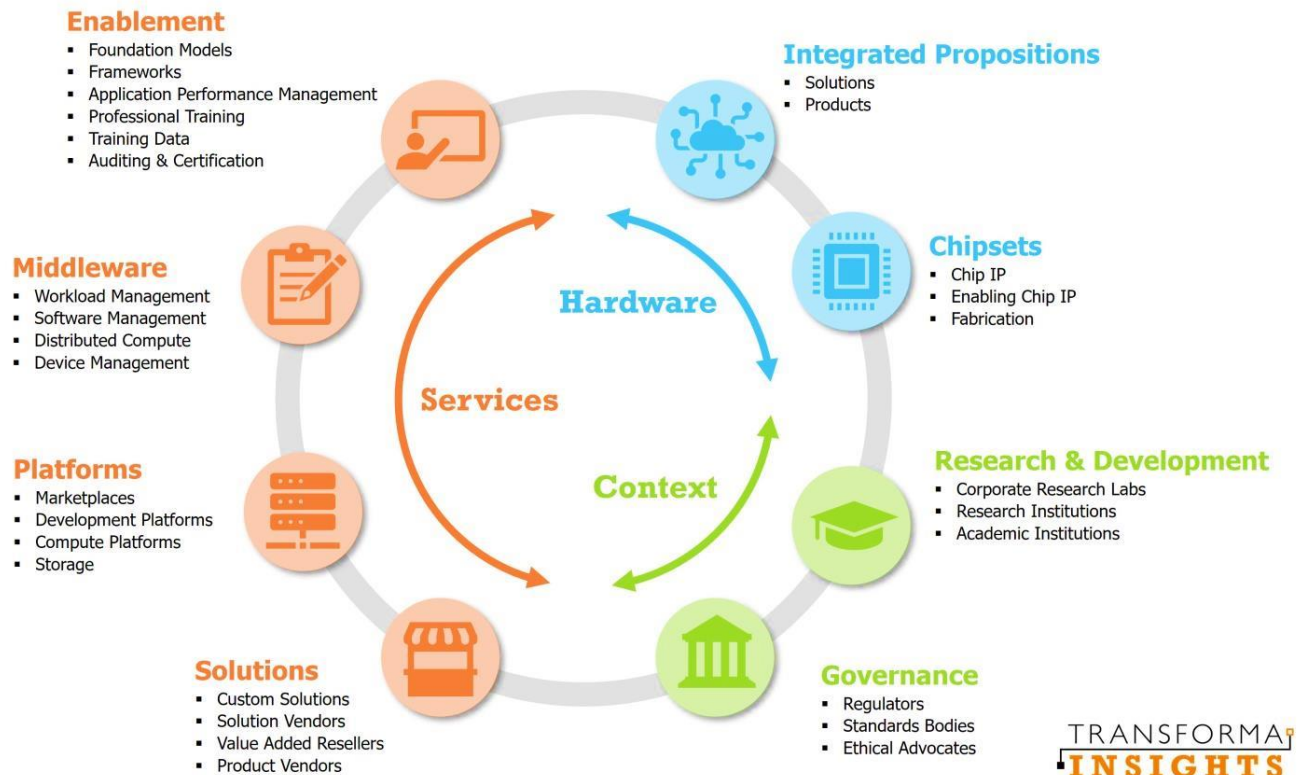 Enablement
▪ Foundation Models
▪ Frameworks
▪ Application Performance Management
▪ Professional Training
▪ Training Data
▪ Auditing & Certification
Integrated Propositions
▪ Solutions
▪ Products
Middleware
▪ Workload Management
▪ Software Management
▪ Distributed Compute
▪ Device Management
Chipsets
▪ Chip IP
▪ Enabling Chip IP
▪ Fabrication
Hardware
Services
Context
Platforms
▪ Marketplaces
▪ Development Platforms
▪ Compute Platforms
▪ Storage
Research & Development
▪ Corporate Research Labs
▪ Research Institutions
▪ Academic Institutions
Solutions
▪ Custom Solutions
▪ Solution Vendors
▪ Value Added Resellers
▪ Product Vendors
Governance
▪ Regulators
▪ Standards Bodies
▪ Ethical Advocates
TRANSFORMA
INSIGHTS